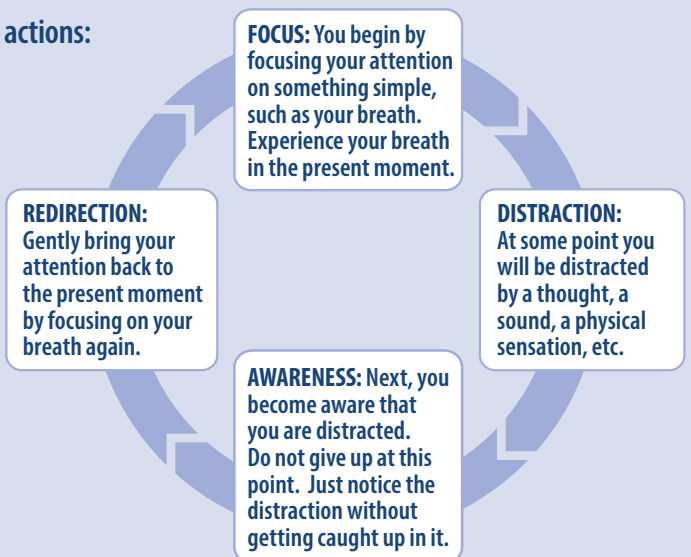 actions:
FOCUS: You begin by
focusing your attention
on something simple,
such as your breath.
Experience your breath
in the present moment.
DISTRACTION:
At some point you
will be distracted
by a thought, a
sound, a physical
sensation, etc.
AWARENESS: Next, you
become aware that
you are distracted.
Do not give up at this
point.  Just notice the
distraction without
getting caught up in it.
REDIRECTION:
Gently bring your
attention back to
the present moment
by focusing on your
breath again.